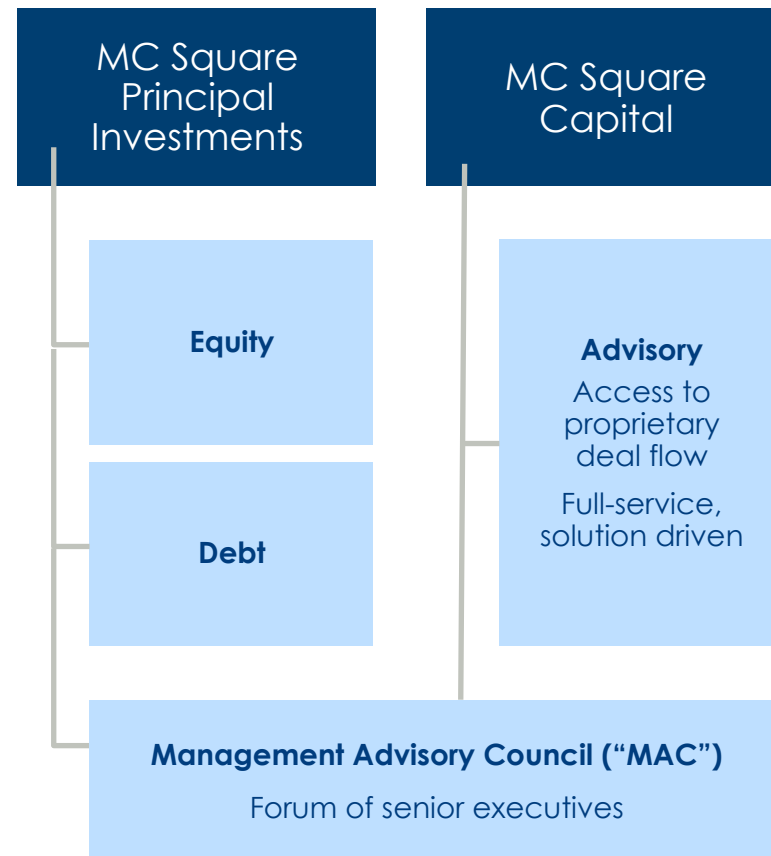 MC Square
Principal
Investments
MC Square
Capital
Equity
Debt
Advisory
Access to
proprietary
deal flow
Full-service,
solution driven
Management Advisory Council (“MAC”)
Forum of senior executives